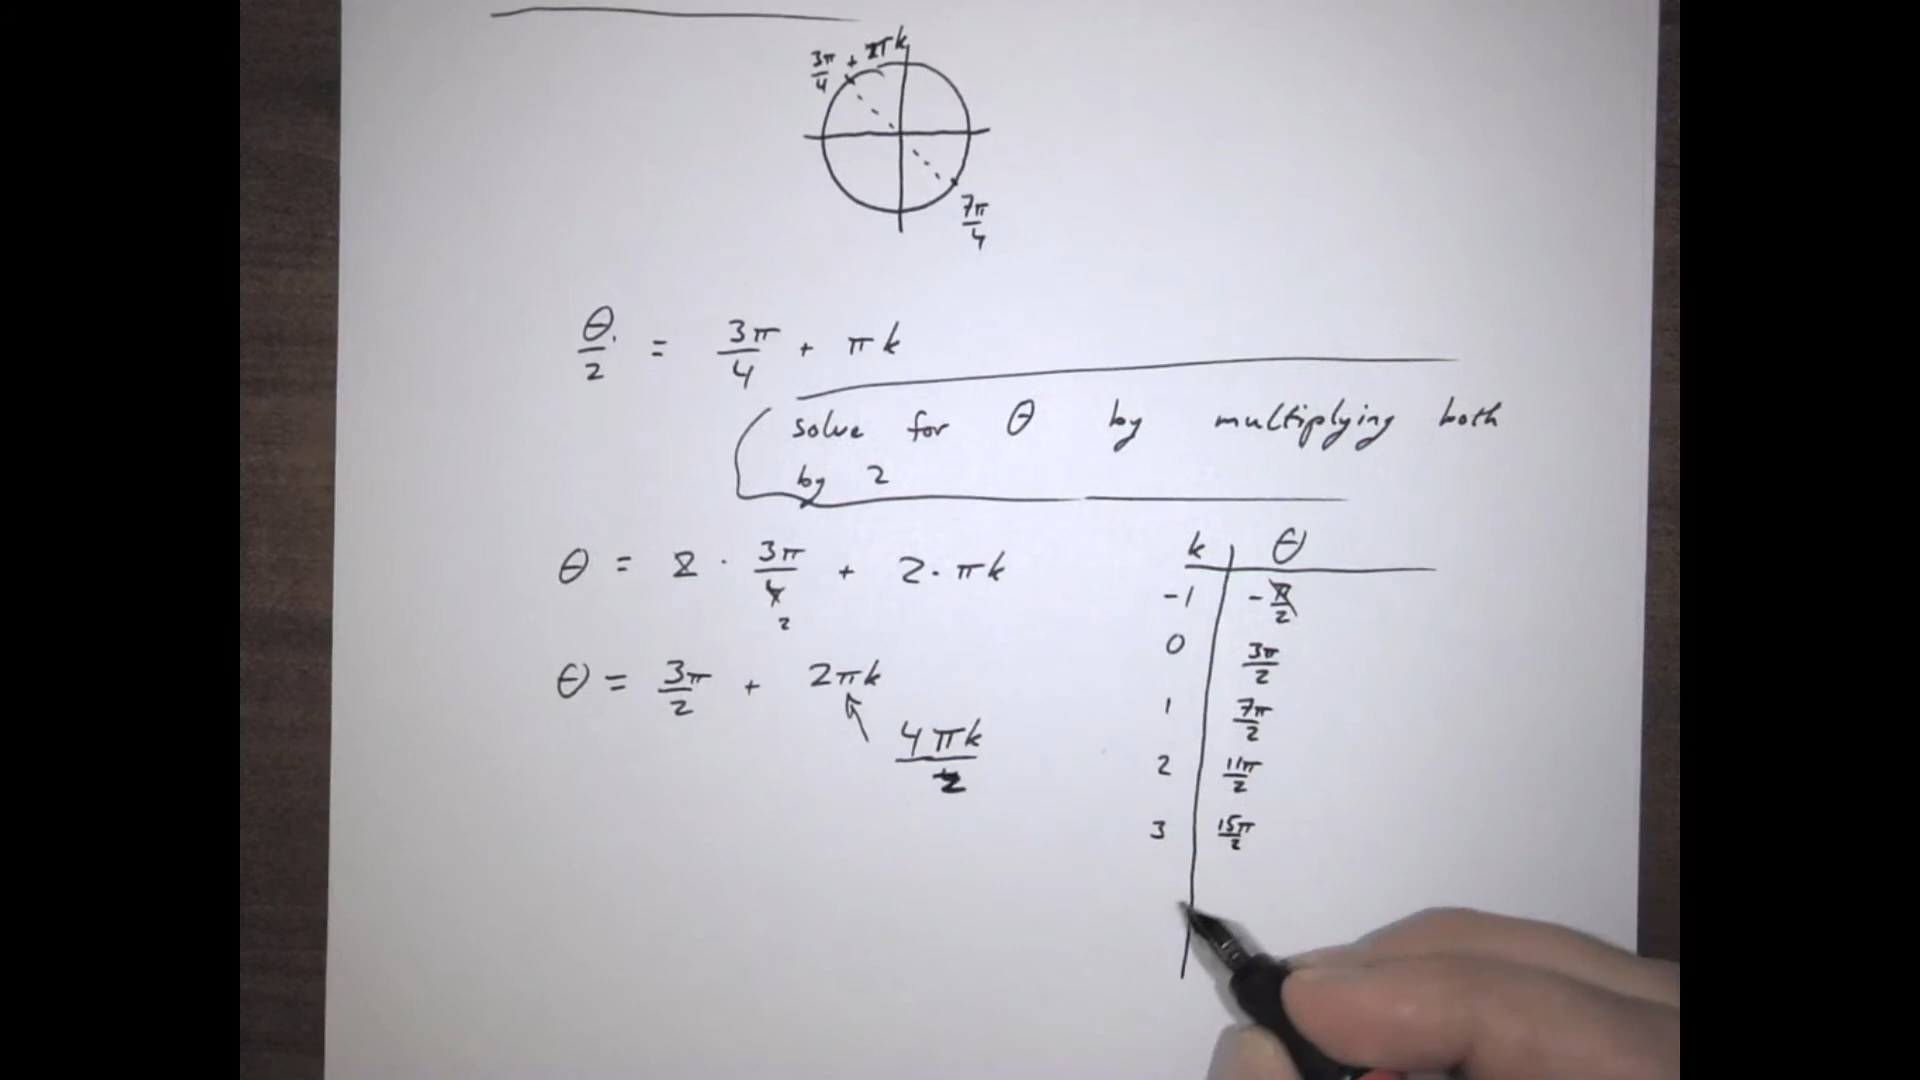 3π/4 + 2πk
7π/4
θ/2 = 3π/4 + πk
solve for θ by multiplying both
by 2
θ = 2 · 3π/4 + 2 · πk
2
θ = 3π/2 + 2πk
4πk/2
k θ
-1 -π/2
0 3π/2
1 7π/2
2 11π/2
3 15π/2